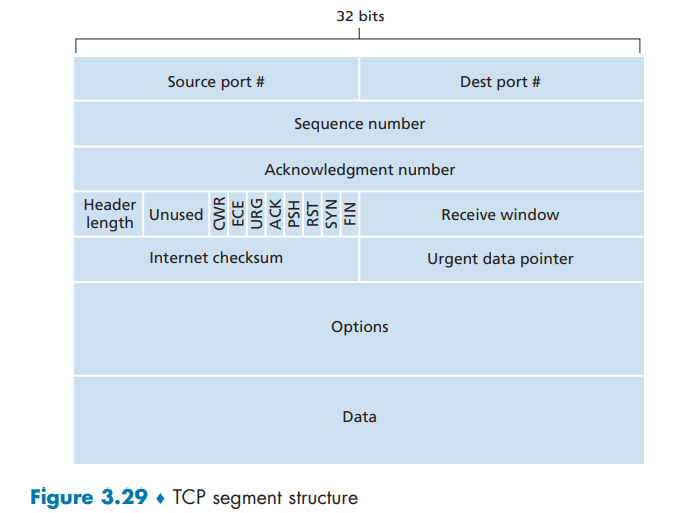 32 bits
Source port #
Dest port #
Sequence number
Acknowledgment number
Header
length
Unused
CWR
ECE
URG
ACK
PSH
RST
SYN
FIN
Receive window
Internet checksum
Urgent data pointer
Options
Data
Figure 3.29 ♦ TCP segment structure